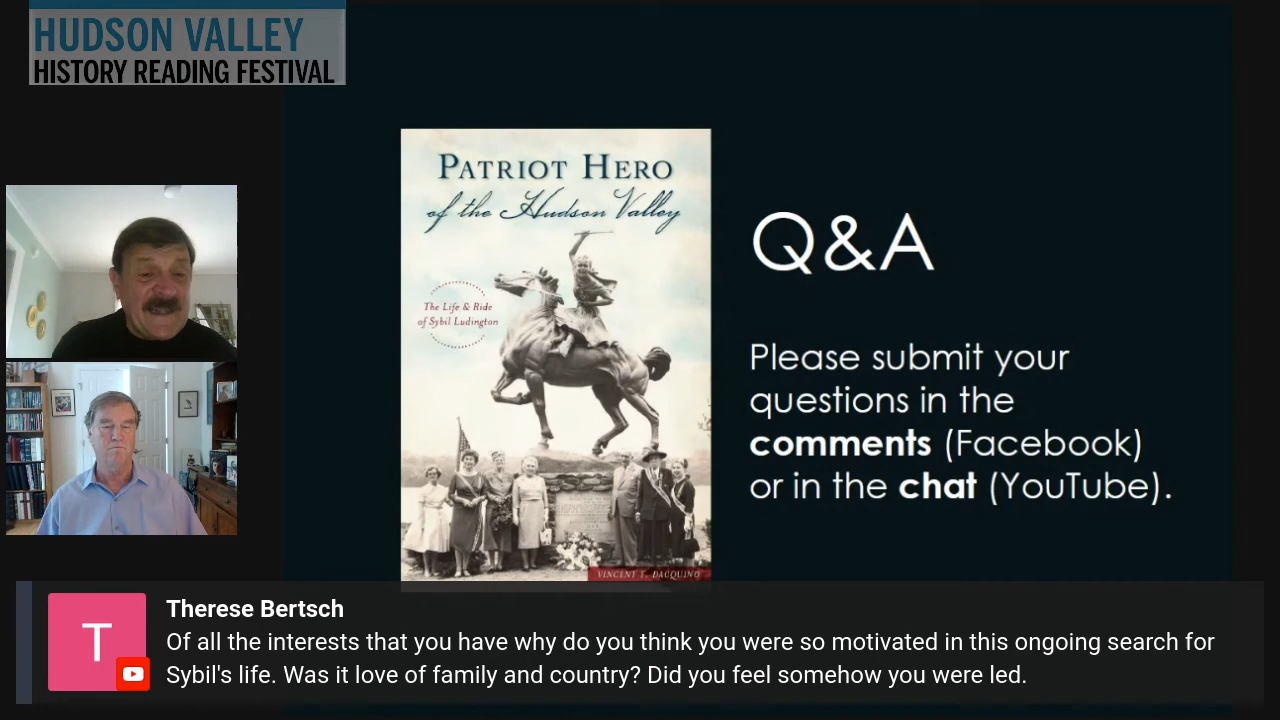 HUDSON VALLEY
HISTORY READING FESTIVAL
PATRIOT HERO
of the Hudson Valley
The Life & Ride
of Sybil Ludington
VINCENT T. DACQUINO
Q&A
Please submit your
questions in the
comments (Facebook)
or in the chat (YouTube).
T
Therese Bertsch
Of all the interests that you have why do you think you were so motivated in this ongoing search for
Sybil's life. Was it love of family and country? Did you feel somehow you were led.